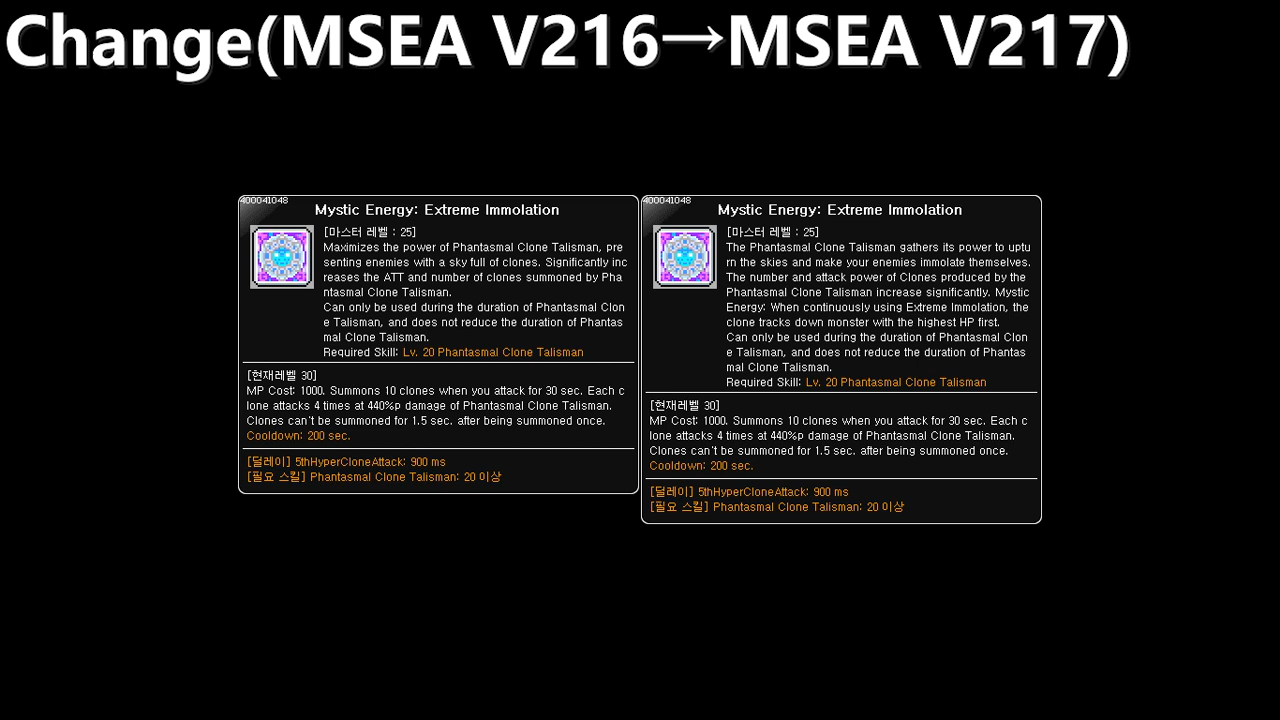 Change(MSEA V216→MSEA V217)
400041048
Mystic Energy: Extreme Immolation
[마스터 레벨 : 25]
Maximizes the power of Phantasmal Clone Talisman, pre
senting enemies with a sky full of clones. Significantly inc
reases the ATT and number of clones summoned by Pha
ntasmal Clone Talisman.
Can only be used during the duration of Phantasmal Clon
e Talisman, and does not reduce the duration of Phantas
mal Clone Talisman.
Required Skill: Lv. 20 Phantasmal Clone Talisman
[현재레벨 30]
MP Cost: 1000. Summons 10 clones when you attack for 30 sec. Each c
lone attacks 4 times at 440%p damage of Phantasmal Clone Talisman.
Clones can't be summoned for 1.5 sec. after being summoned once.
Cooldown: 200 sec.
[딜레이] 5thHyperCloneAttack: 900 ms
[필요 스킬] Phantasmal Clone Talisman: 20 이상
400041048
Mystic Energy: Extreme Immolation
[마스터 레벨 : 25]
The Phantasmal Clone Talisman gathers its power to uptu
rn the skies and make your enemies immolate themselves.
The number and attack power of Clones produced by the
Phantasmal Clone Talisman increase significantly. Mystic
Energy: When continuously using Extreme Immolation, the
clone tracks down monster with the highest HP first.
Can only be used during the duration of Phantasmal Clon
e Talisman, and does not reduce the duration of Phantas
mal Clone Talisman.
Required Skill: Lv. 20 Phantasmal Clone Talisman
[현재레벨 30]
MP Cost: 1000. Summons 10 clones when you attack for 30 sec. Each c
lone attacks 4 times at 440%p damage of Phantasmal Clone Talisman.
Clones can't be summoned for 1.5 sec. after being summoned once.
Cooldown: 200 sec.
[딜레이] 5thHyperCloneAttack: 900 ms
[필요 스킬] Phantasmal Clone Talisman: 20 이상